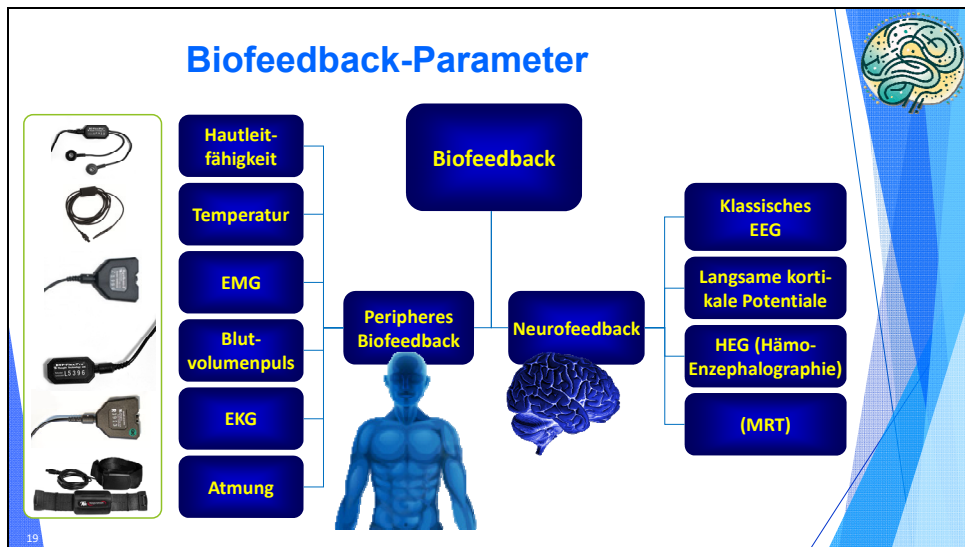 Biofeedback-Parameter
Biofeedback
Hautleit-
fähigkeit
Temperatur
EMG
Blut-
volumenpuls
EKG
Atmung
Peripheres
Biofeedback
Neurofeedback
Klassisches
EEG
Langsame korti-
kale Potentiale
HEG (Hämo-
Enzephalographie)
(MRT)
L5396
19